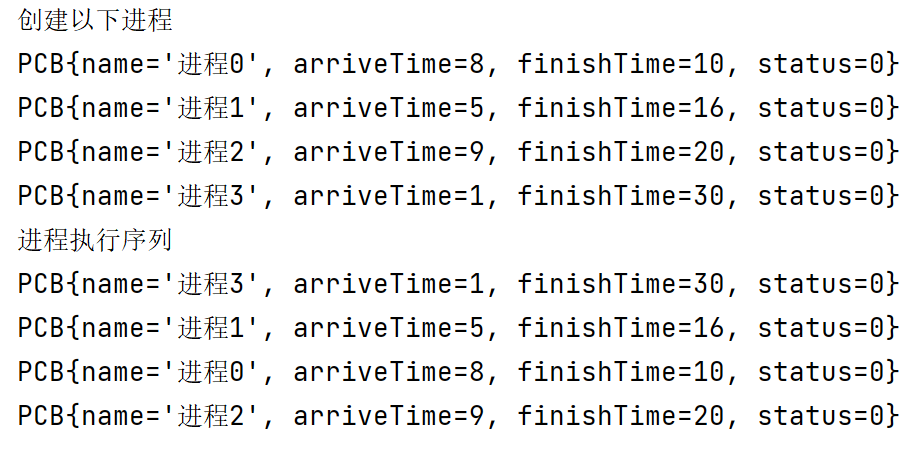 创建以下进程
PCB{name='进程0', arriveTime=8, finishTime=10, status=0}
PCB{name='进程1', arriveTime=5, finishTime=16, status=0}
PCB{name='进程2', arriveTime=9, finishTime=20, status=0}
PCB{name='进程3', arriveTime=1, finishTime=30, status=0}
进程执行序列
PCB{name='进程3', arriveTime=1, finishTime=30, status=0}
PCB{name='进程1', arriveTime=5, finishTime=16, status=0}
PCB{name='进程0', arriveTime=8, finishTime=10, status=0}
PCB{name='进程2', arriveTime=9, finishTime=20, status=0}